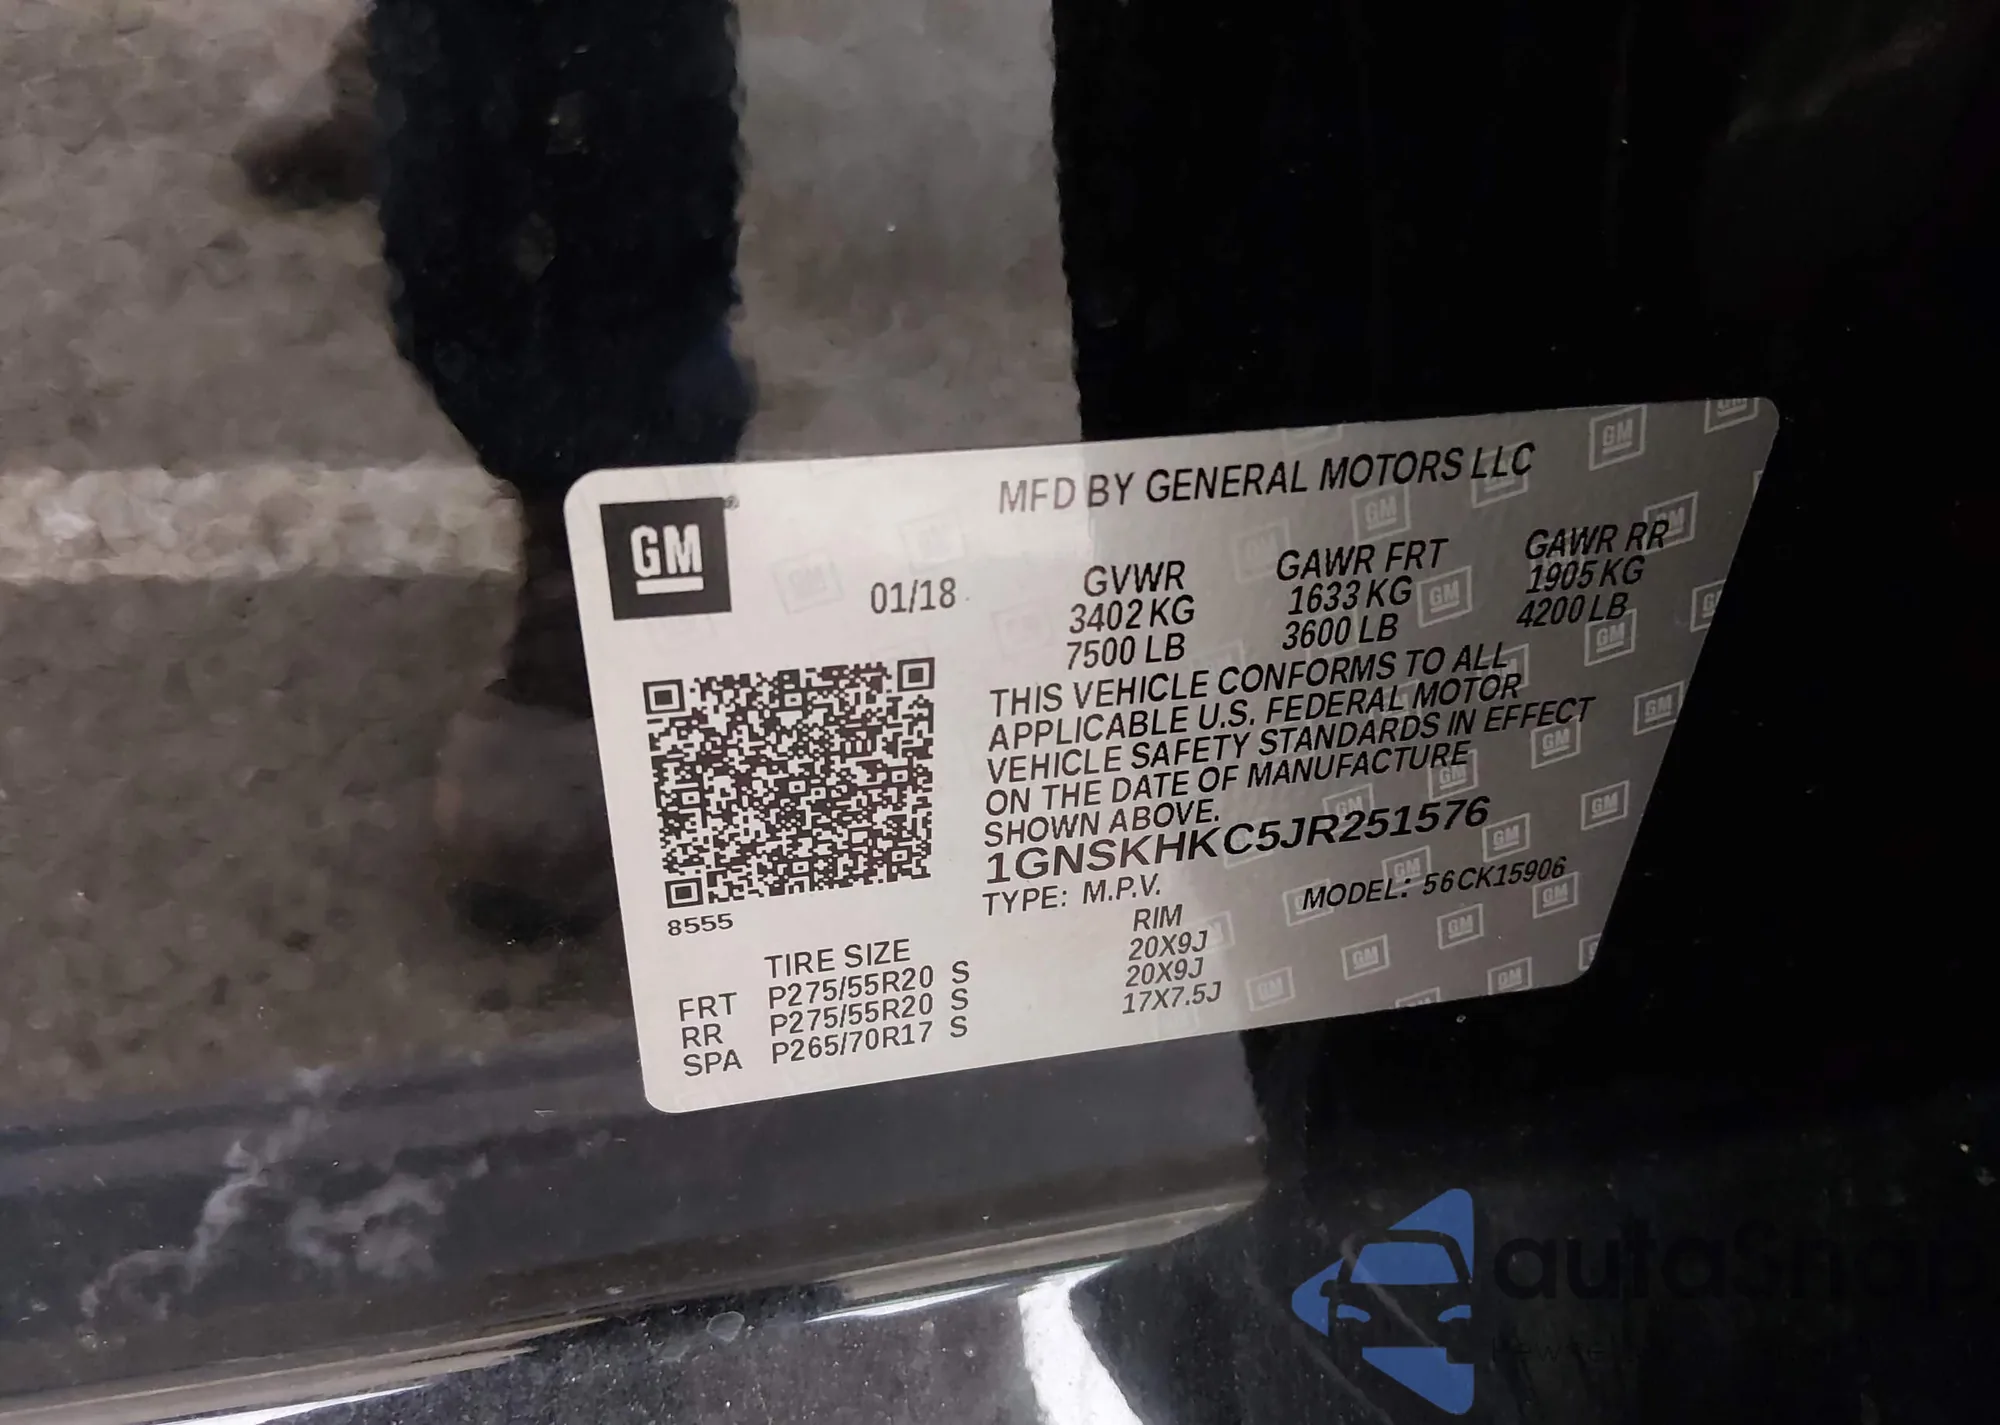 GM
MFD BY GENERAL MOTORS LLC
01/18
GVWR GAWR FRT GAWR RR
3402 KG 1633 KG 1905 KG
7500 LB 3600 LB 4200 LB
THIS VEHICLE CONFORMS TO ALL
APPLICABLE U.S. FEDERAL MOTOR
VEHICLE SAFETY STANDARDS IN EFFECT
ON THE DATE OF MANUFACTURE
SHOWN ABOVE.
1GNSKHKC5JR251576
TYPE: M.P.V. MODEL: 56CK15906
8555
TIRE SIZE RIM
FRT P275/55R20 S 20X9J
RR P275/55R20 S 20X9J
SPA P265/70R17 S 17X7.5J
autoSnap